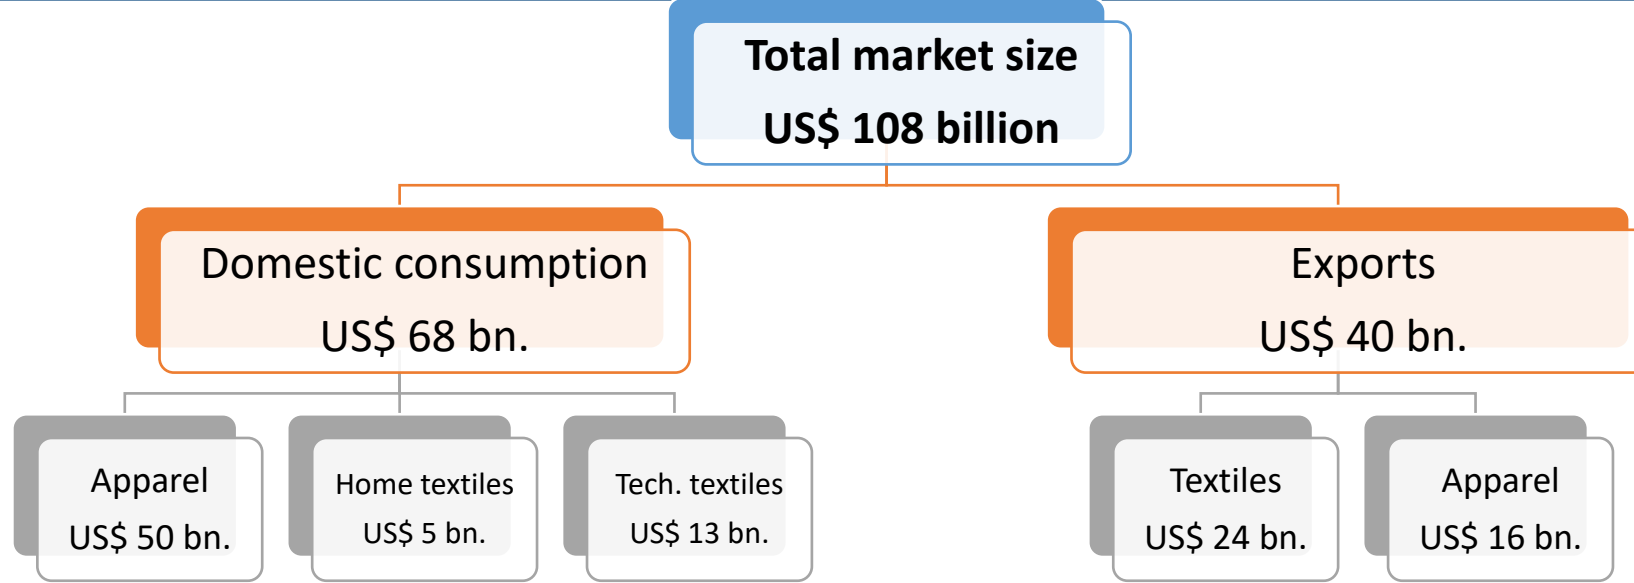 Total market size
US$ 108 billion
Domestic consumption
US$ 68 bn.
Exports
US$ 40 bn.
Apparel
US$ 50 bn.
Home textiles
US$ 5 bn.
Tech. textiles
US$ 13 bn.
Textiles
US$ 24 bn.
Apparel
US$ 16 bn.